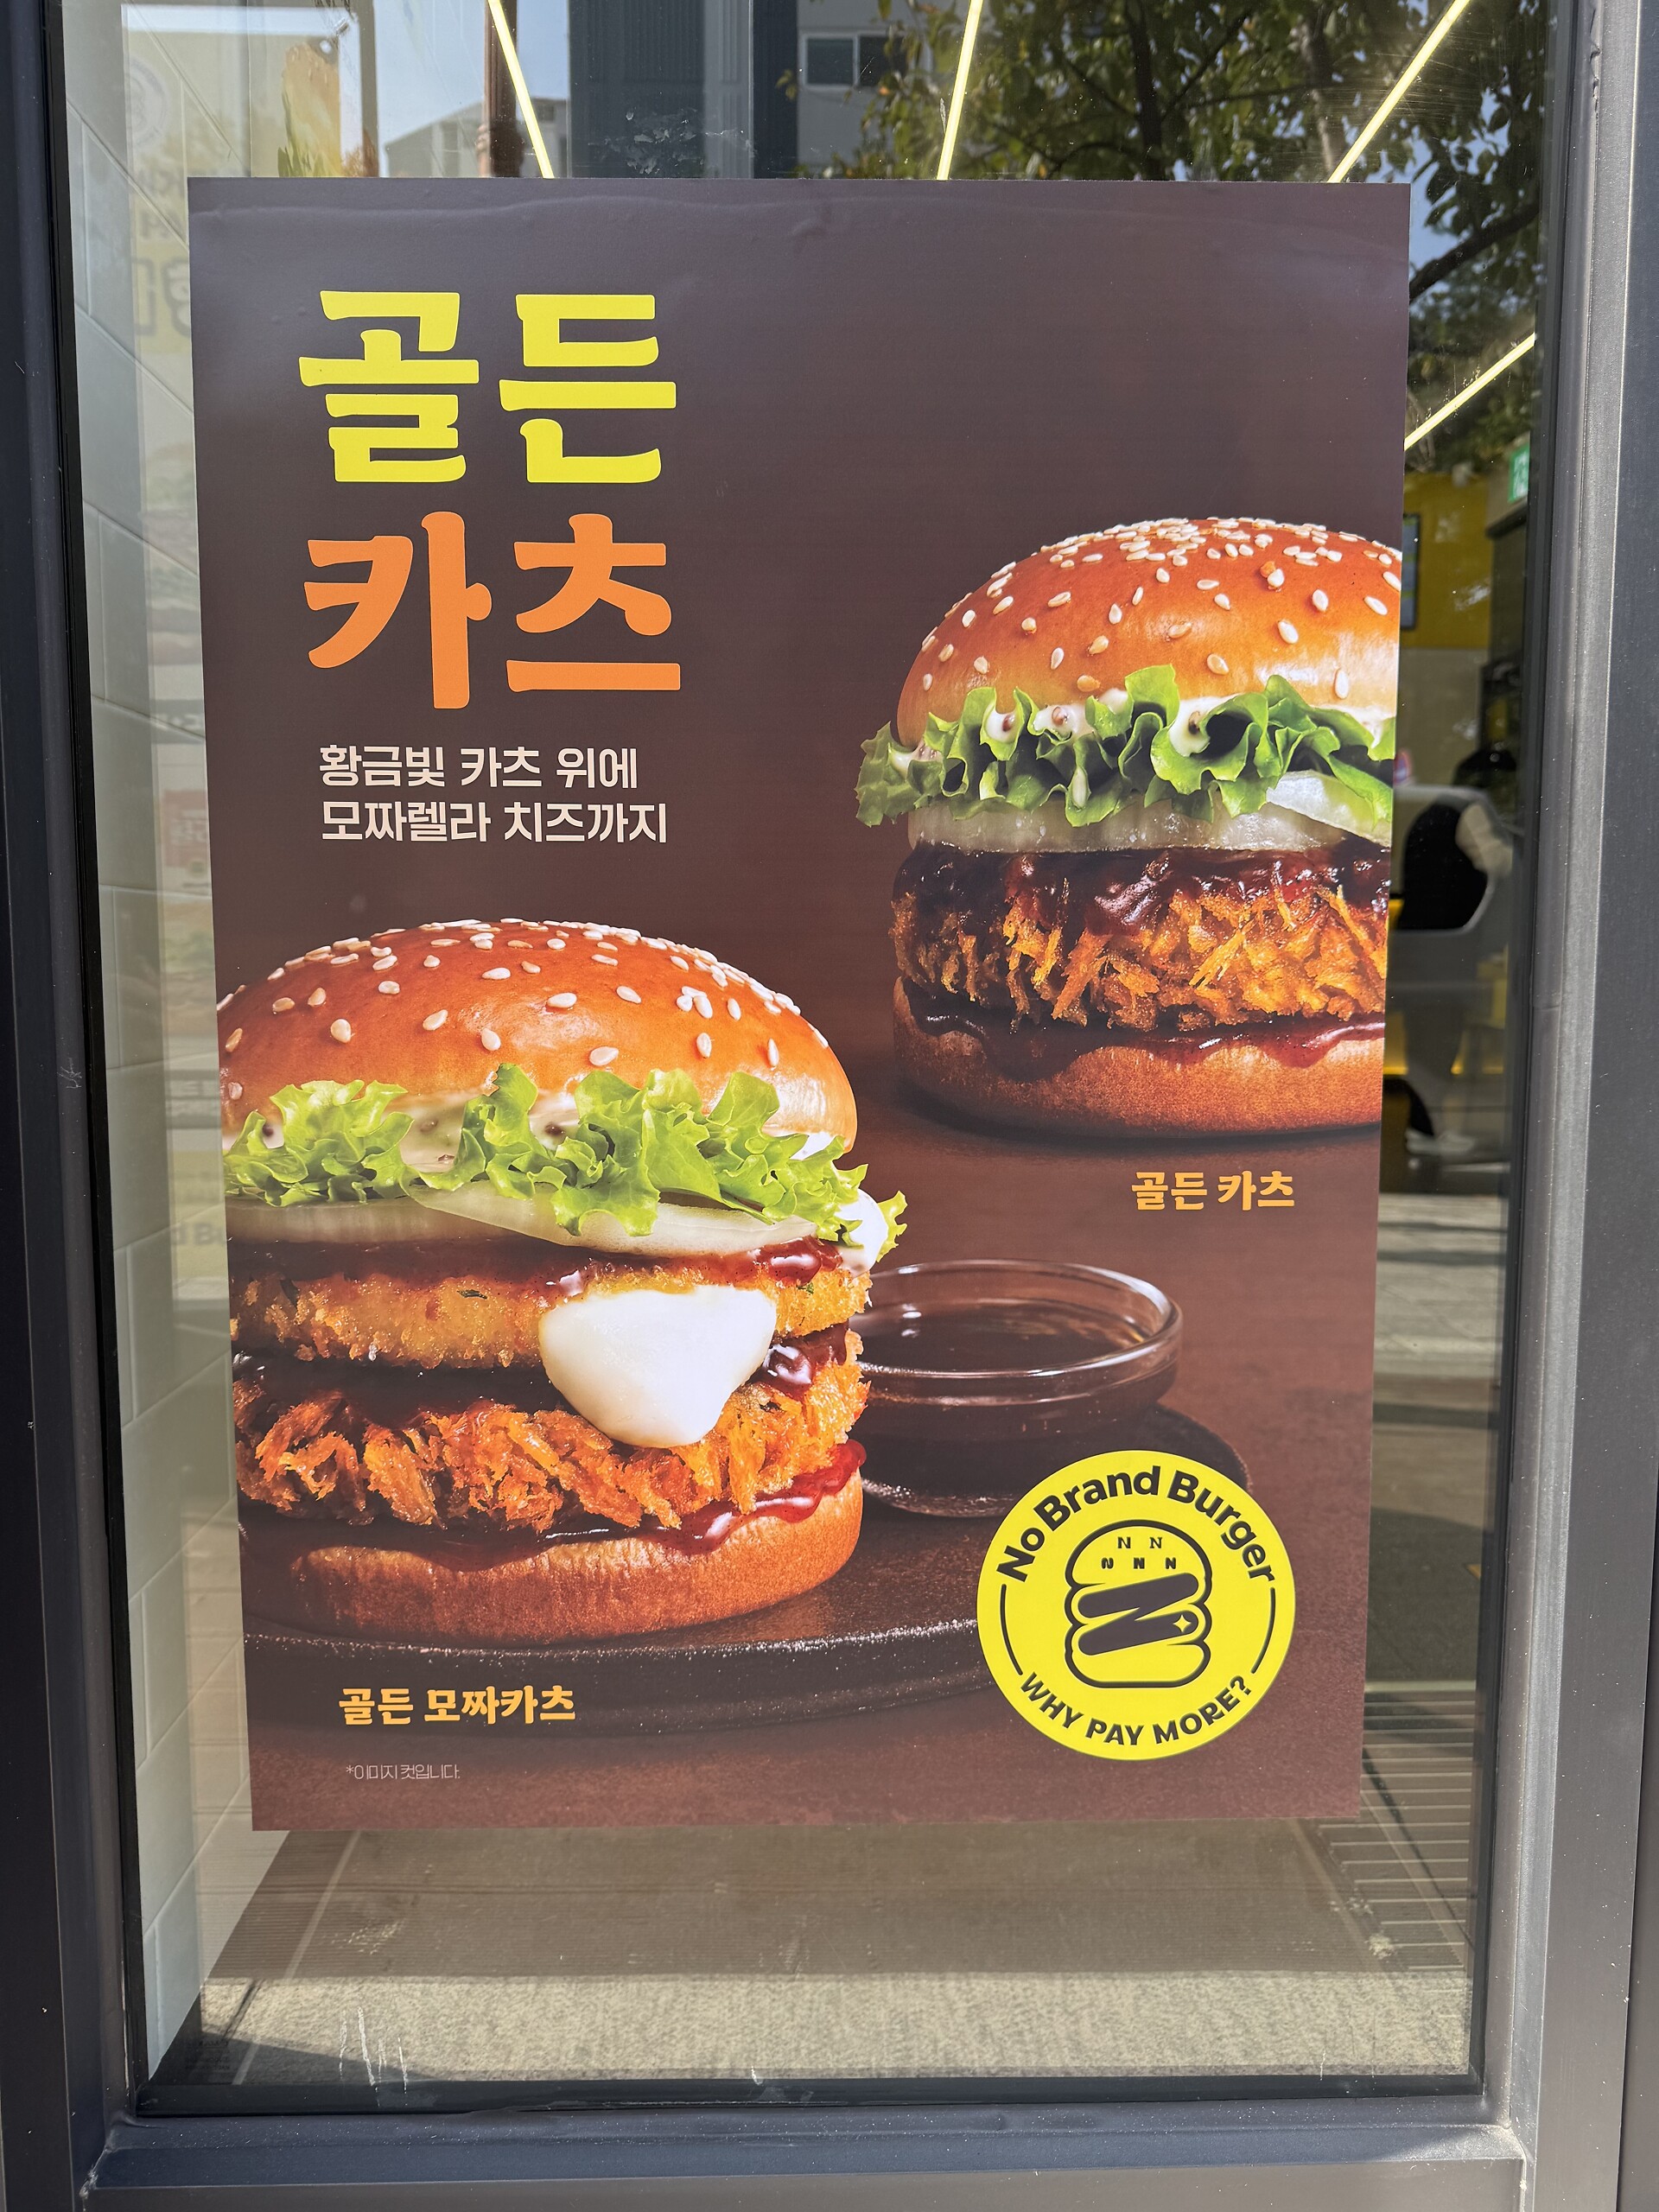 골든
카츠
황금빛 카츠 위에
모짜렐라 치즈까지
골든 카츠
골든 모짜카츠
*이미지 컷입니다.
No Brand Burger
N N
N N N
WHY PAY MORE?